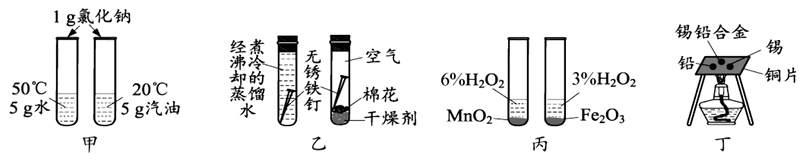 1 g氯化钠
50℃
5 g水
20℃
5 g汽油
甲
经煮沸冷却的蒸馏水
无锈铁钉
空气
棉花
干燥剂
乙
6%H₂O₂
3%H₂O₂
MnO₂
Fe₂O₃
丙
锡铅合金
铅
锡
铜片
丁